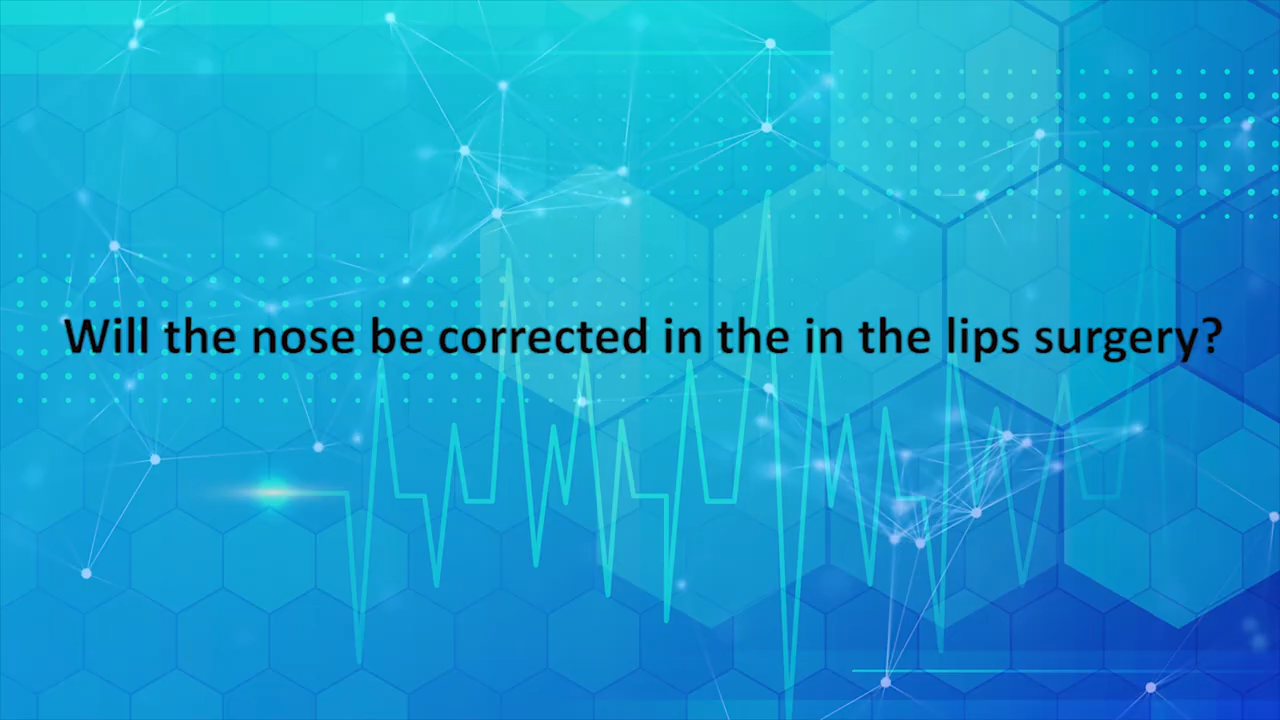 Will the nose be corrected in the in the lips surgery?